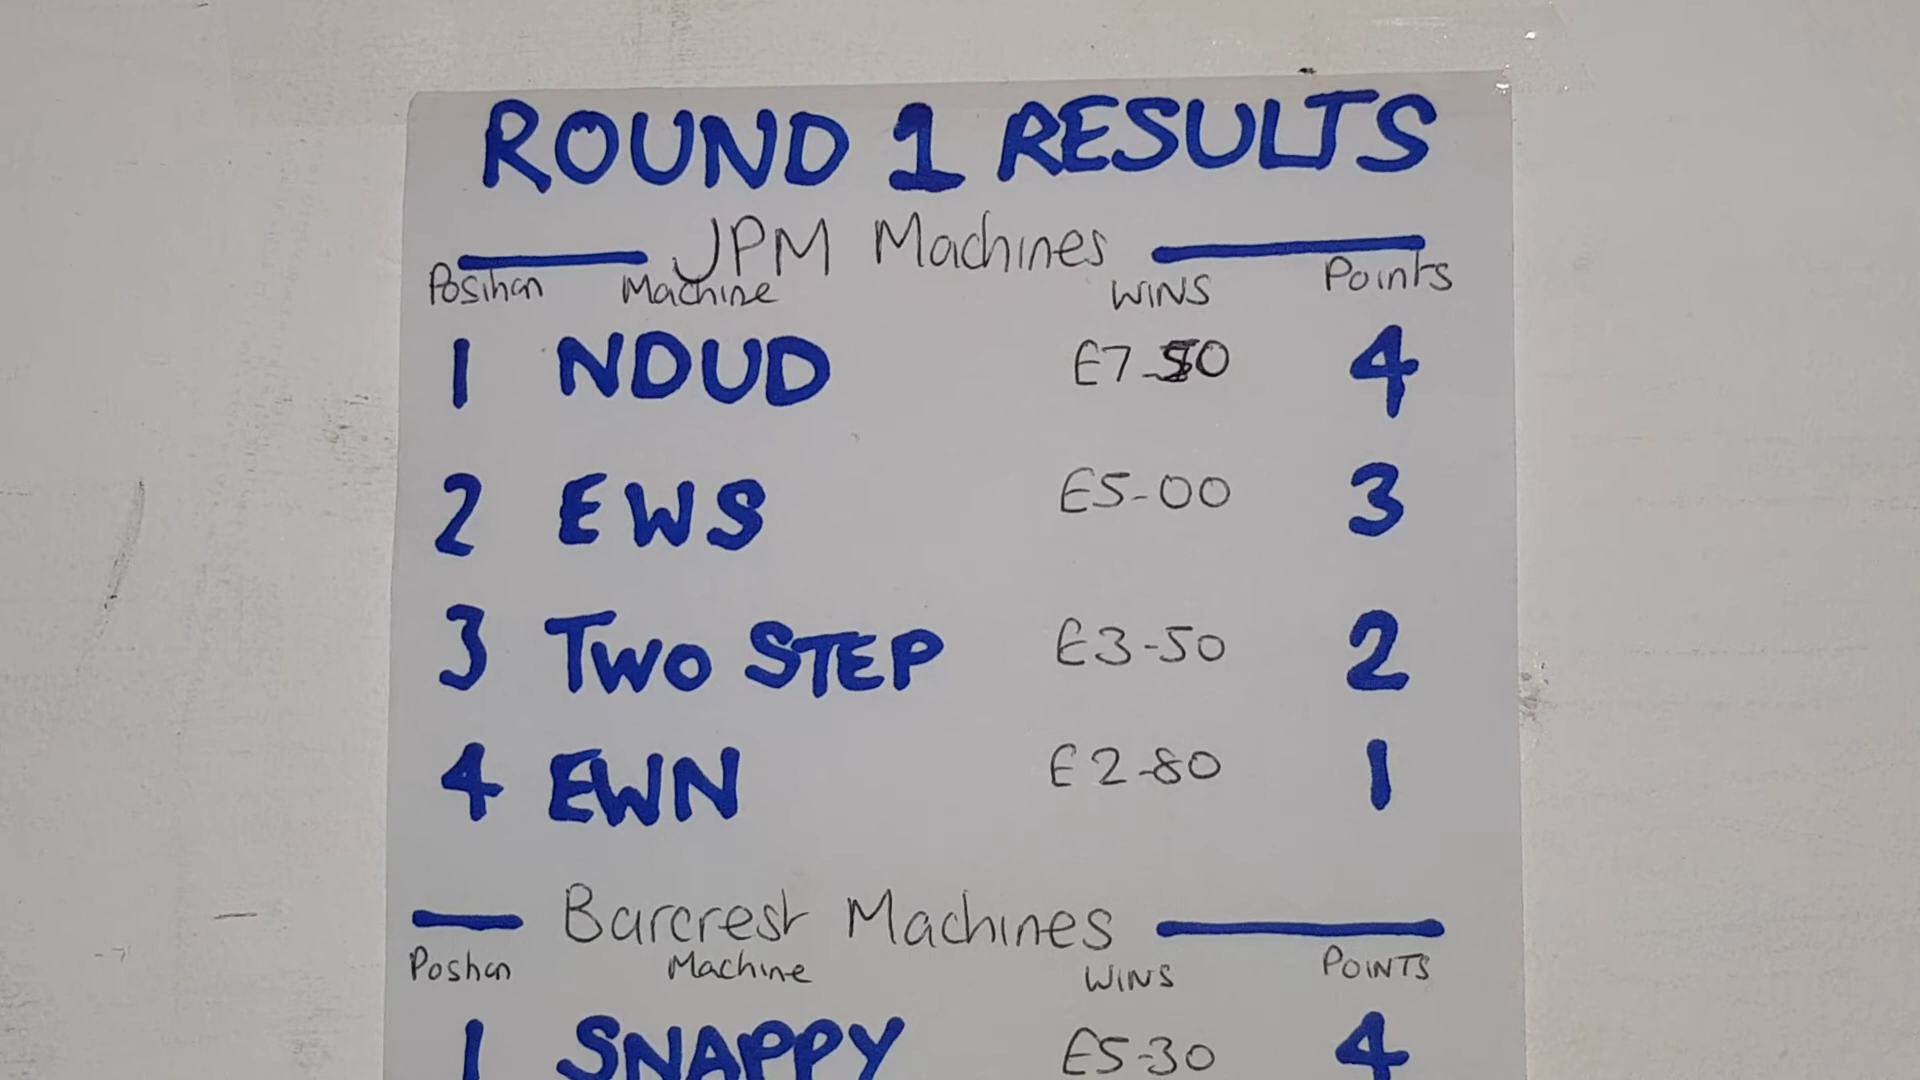 ROUND 1 RESULTS
JPM Machines
Position Machine WINS Points
1 NDUD £7-50 4
2 EWS £5-00 3
3 TWO STEP £3-50 2
4 EWN £2-80 1
Barcrest Machines
Position Machine WINS POINTS
1 SNAPPY £5-30 4